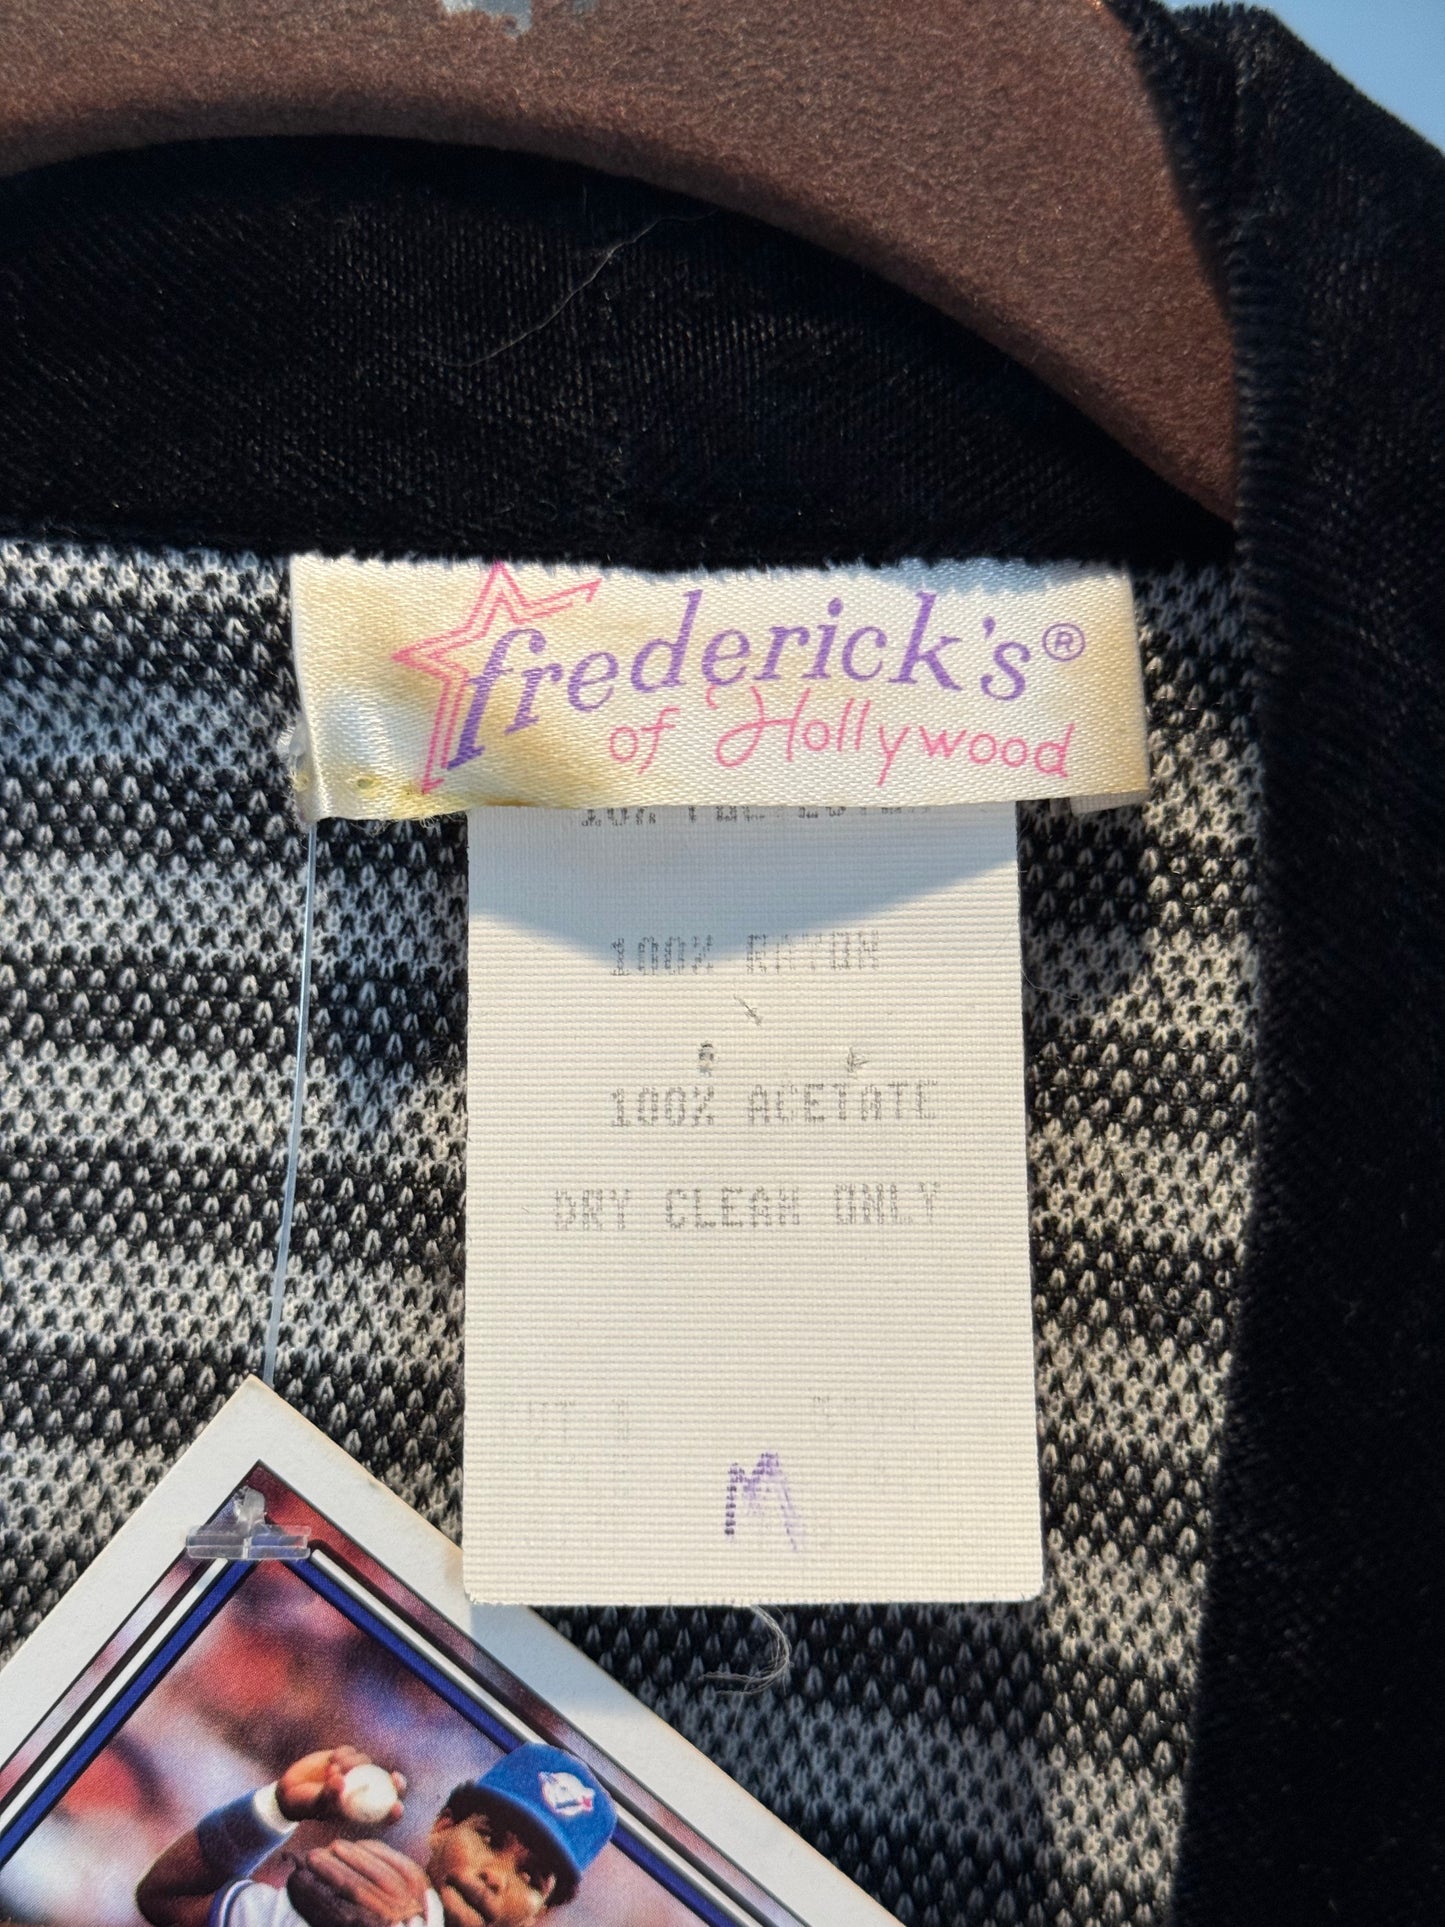 frederick's®
of Hollywood
100% RAYON
100% ACETATE
DRY CLEAN ONLY
M